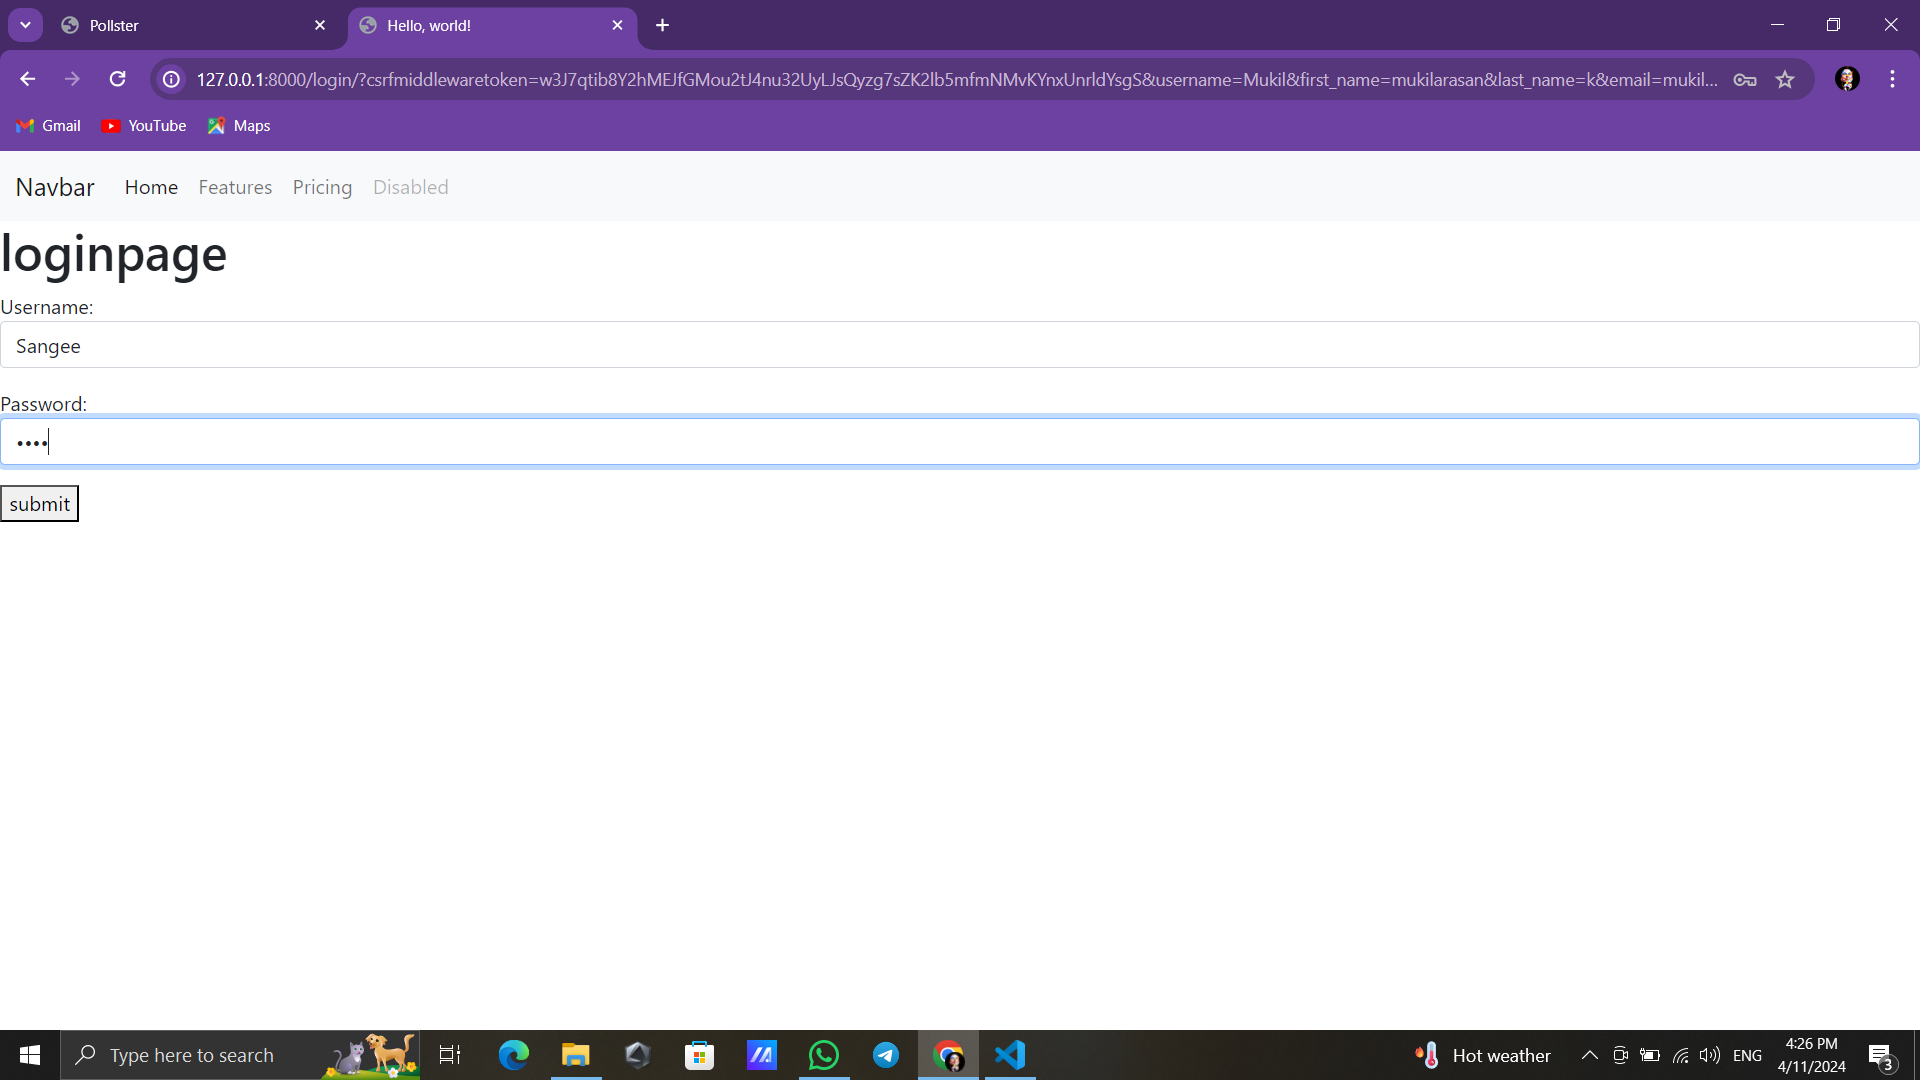 Pollster
Hello, world!
127.0.0.1:8000/login/?csrfmiddlewaretoken=w3J7qtib8Y2hMEJfGMou2tJ4nu32UyLJsQyzg7sZK2lb5mfmNMvKYnxUnrldYsgS&username=Mukil&first_name=mukilarasan&last_name=k&email=mukil...
Gmail YouTube Maps
Navbar Home Features Pricing Disabled
loginpage
Username:
Sangee
Password:
••••
submit
Type here to search
Hot weather
ENG
4:26 PM
4/11/2024
3